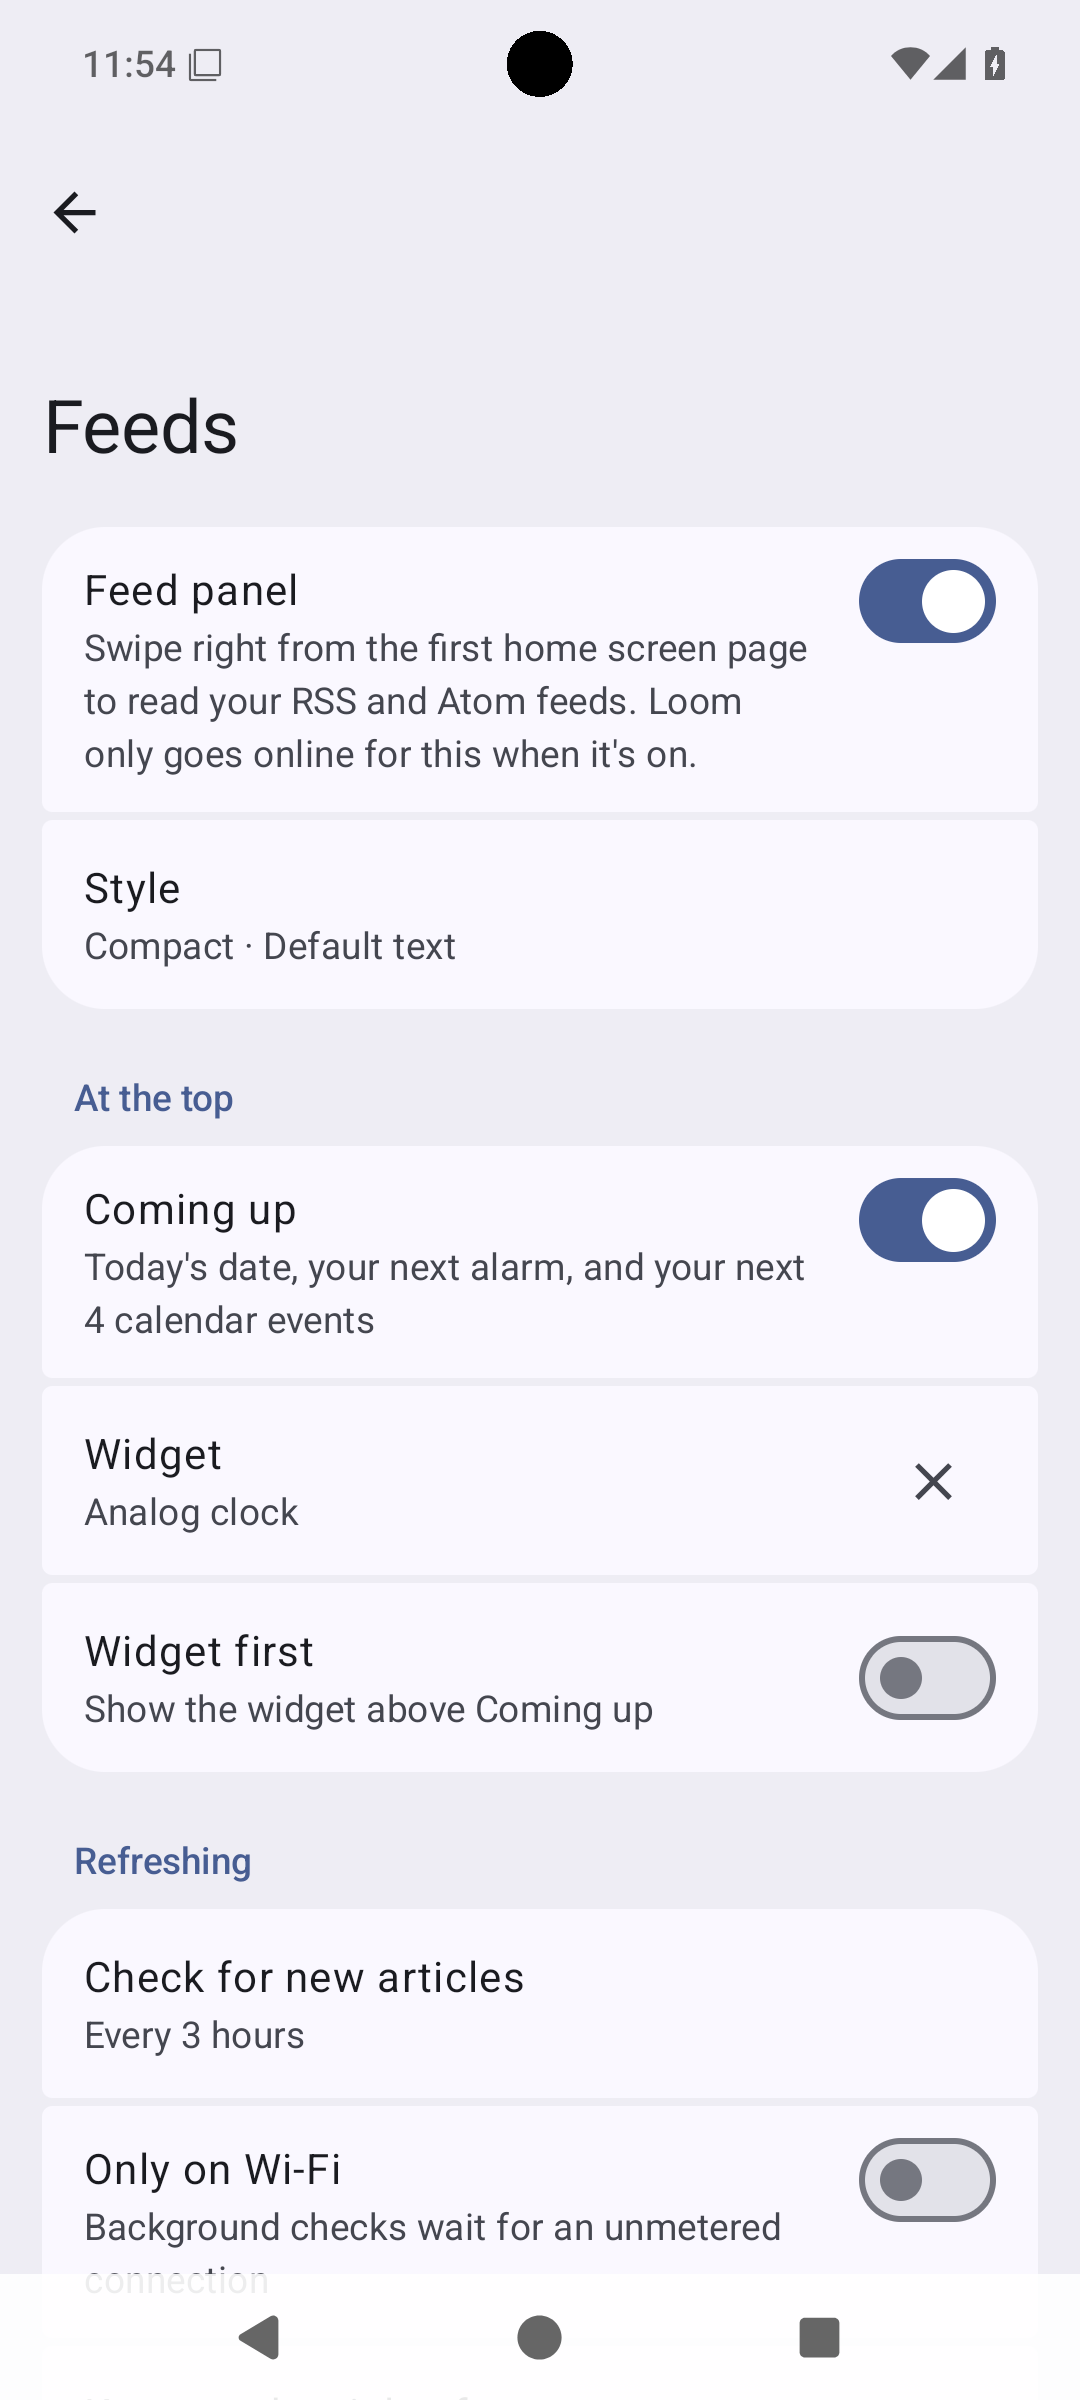 11:54
Feeds
Feed panel
Swipe right from the first home screen page
to read your RSS and Atom feeds. Loom
only goes online for this when it's on.
Style
Compact · Default text
At the top
Coming up
Today's date, your next alarm, and your next
4 calendar events
Widget
Analog clock
Widget first
Show the widget above Coming up
Refreshing
Check for new articles
Every 3 hours
Only on Wi-Fi
Background checks wait for an unmetered
connection